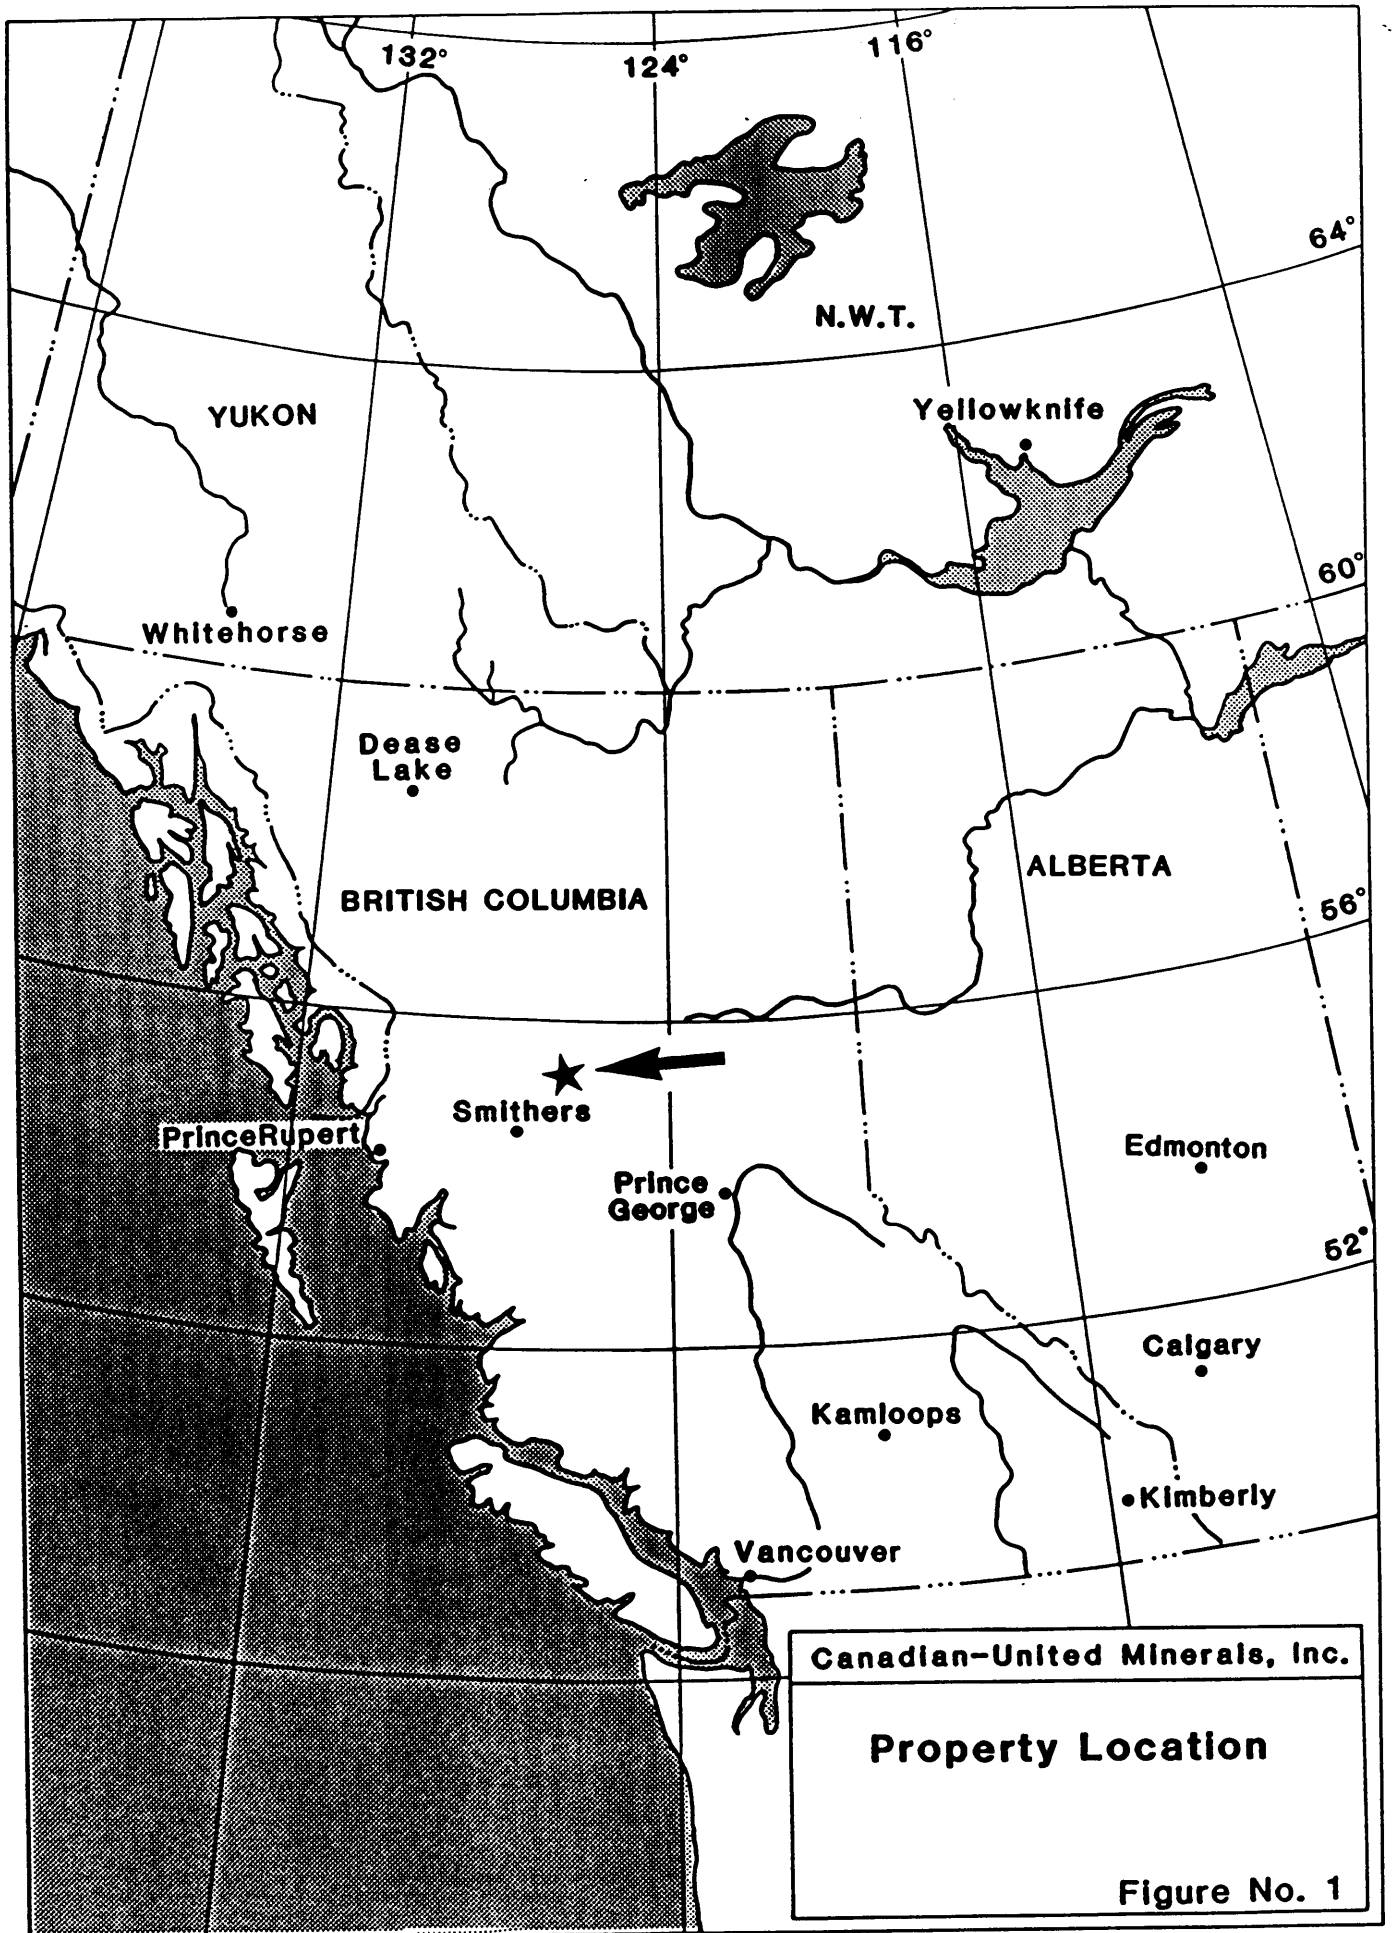 132°
124°
116°
64°
N.W.T.
YUKON
Yellowknife
60°
Whitehorse
Dease
Lake
ALBERTA
BRITISH COLUMBIA
56°
Smithers
PrinceRupert
Edmonton
Prince
George
52°
Calgary
Kamloops
Kimberly
Vancouver
Canadian-United Minerals, Inc.
Property Location
Figure No. 1